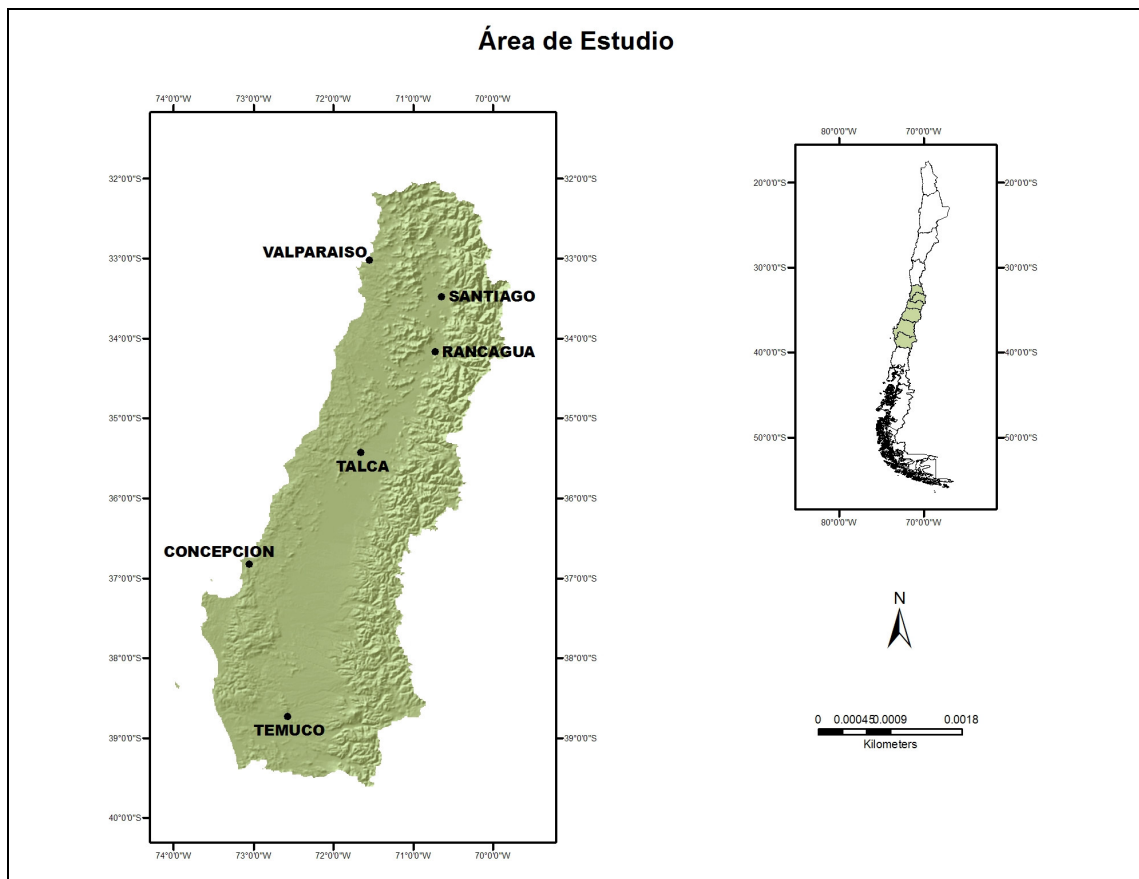 Área de Estudio
74°0'0"W 73°0'0"W 72°0'0"W 71°0'0"W 70°0'0"W
32°0'0"S 32°0'0"S
VALPARAISO
33°0'0"S 33°0'0"S
SANTIAGO
34°0'0"S 34°0'0"S
RANCAGUA
35°0'0"S 35°0'0"S
TALCA
36°0'0"S 36°0'0"S
CONCEPCION
37°0'0"S 37°0'0"S
38°0'0"S 38°0'0"S
TEMUCO
39°0'0"S 39°0'0"S
40°0'0"S 40°0'0"S
74°0'0"W 73°0'0"W 72°0'0"W 71°0'0"W 70°0'0"W
80°0'0"W 70°0'0"W
20°0'0"S 20°0'0"S
30°0'0"S 30°0'0"S
40°0'0"S 40°0'0"S
50°0'0"S 50°0'0"S
80°0'0"W 70°0'0"W
N
0 0.00045 0.0009 0.0018
Kilometers